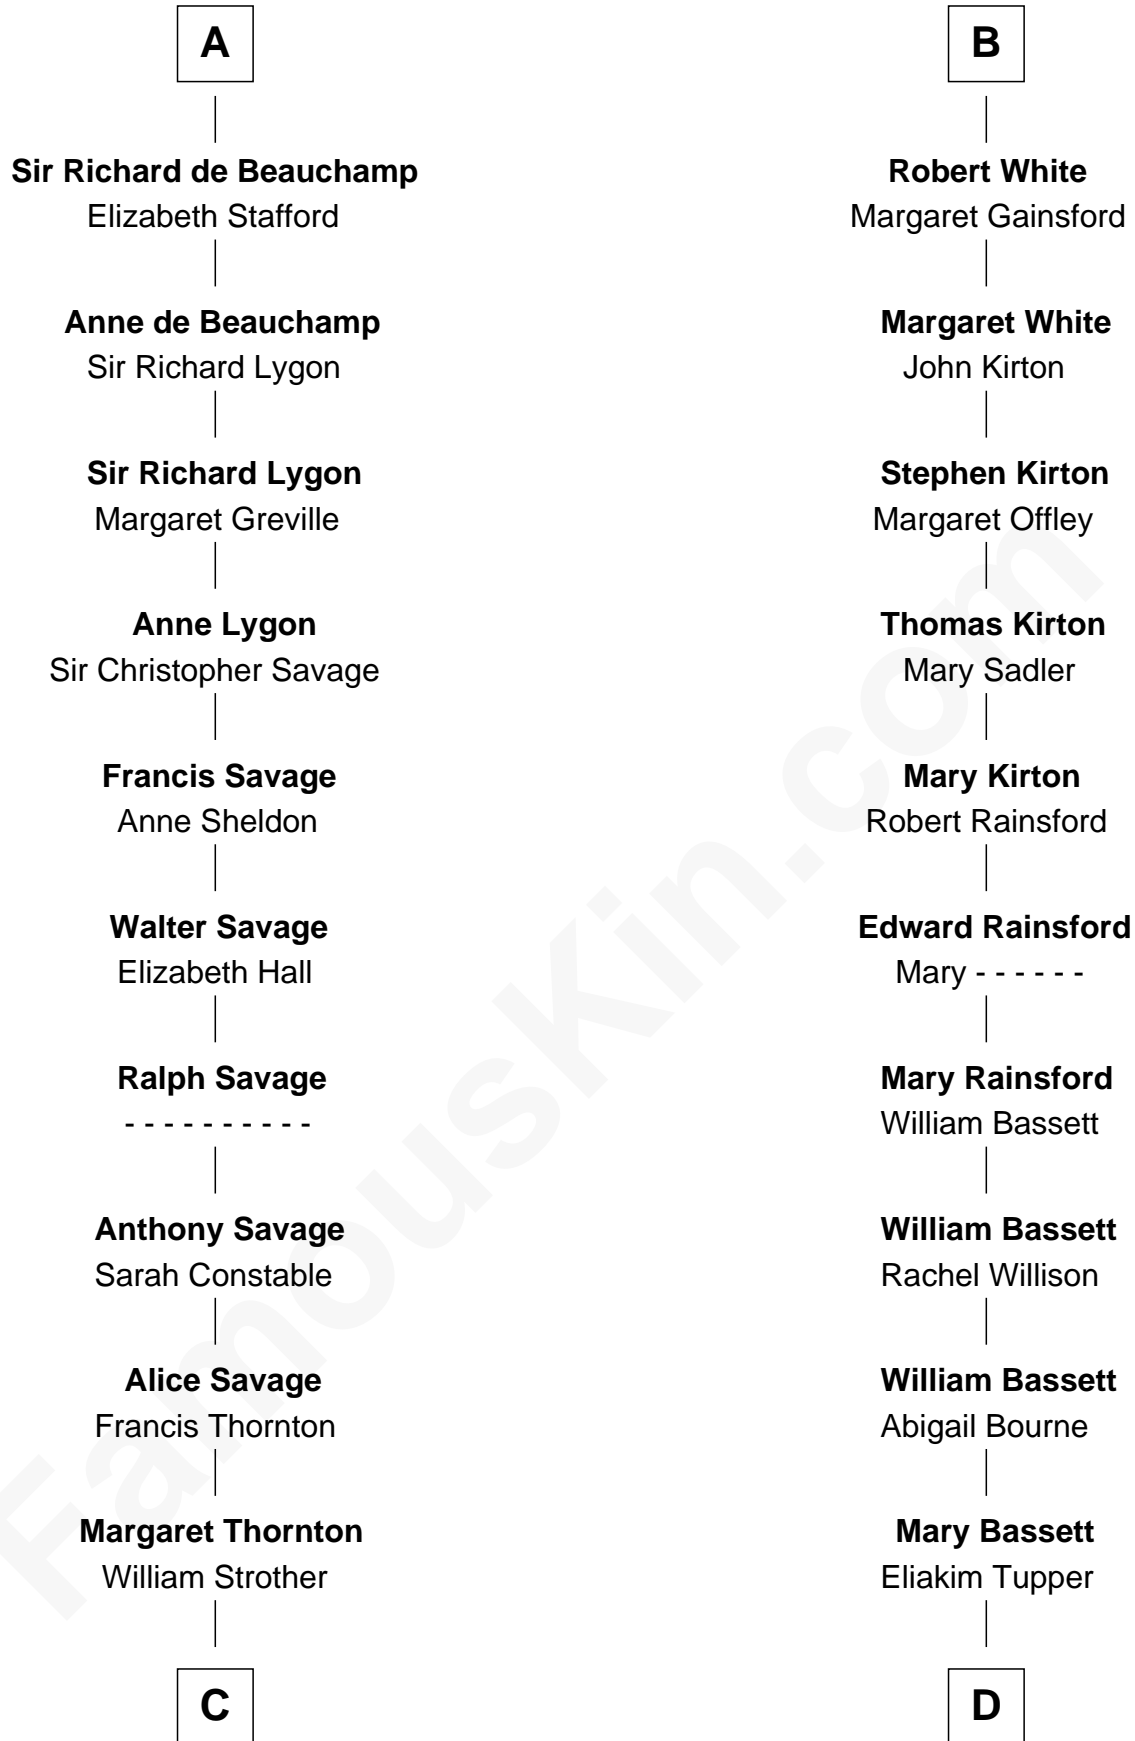 A
Sir Richard de Beauchamp
Elizabeth Stafford
Anne de Beauchamp
Sir Richard Lygon
Sir Richard Lygon
Margaret Greville
Anne Lygon
Sir Christopher Savage
Francis Savage
Anne Sheldon
Walter Savage
Elizabeth Hall
Ralph Savage
- - - - - - - - - -
Anthony Savage
Sarah Constable
Alice Savage
Francis Thornton
Margaret Thornton
William Strother
C
B
Robert White
Margaret Gainsford
Margaret White
John Kirton
Stephen Kirton
Margaret Offley
Thomas Kirton
Mary Sadler
Mary Kirton
Robert Rainsford
Edward Rainsford
Mary - - - - - -
Mary Rainsford
William Bassett
William Bassett
Rachel Willison
William Bassett
Abigail Bourne
Mary Bassett
Eliakim Tupper
D
FamousKin.com